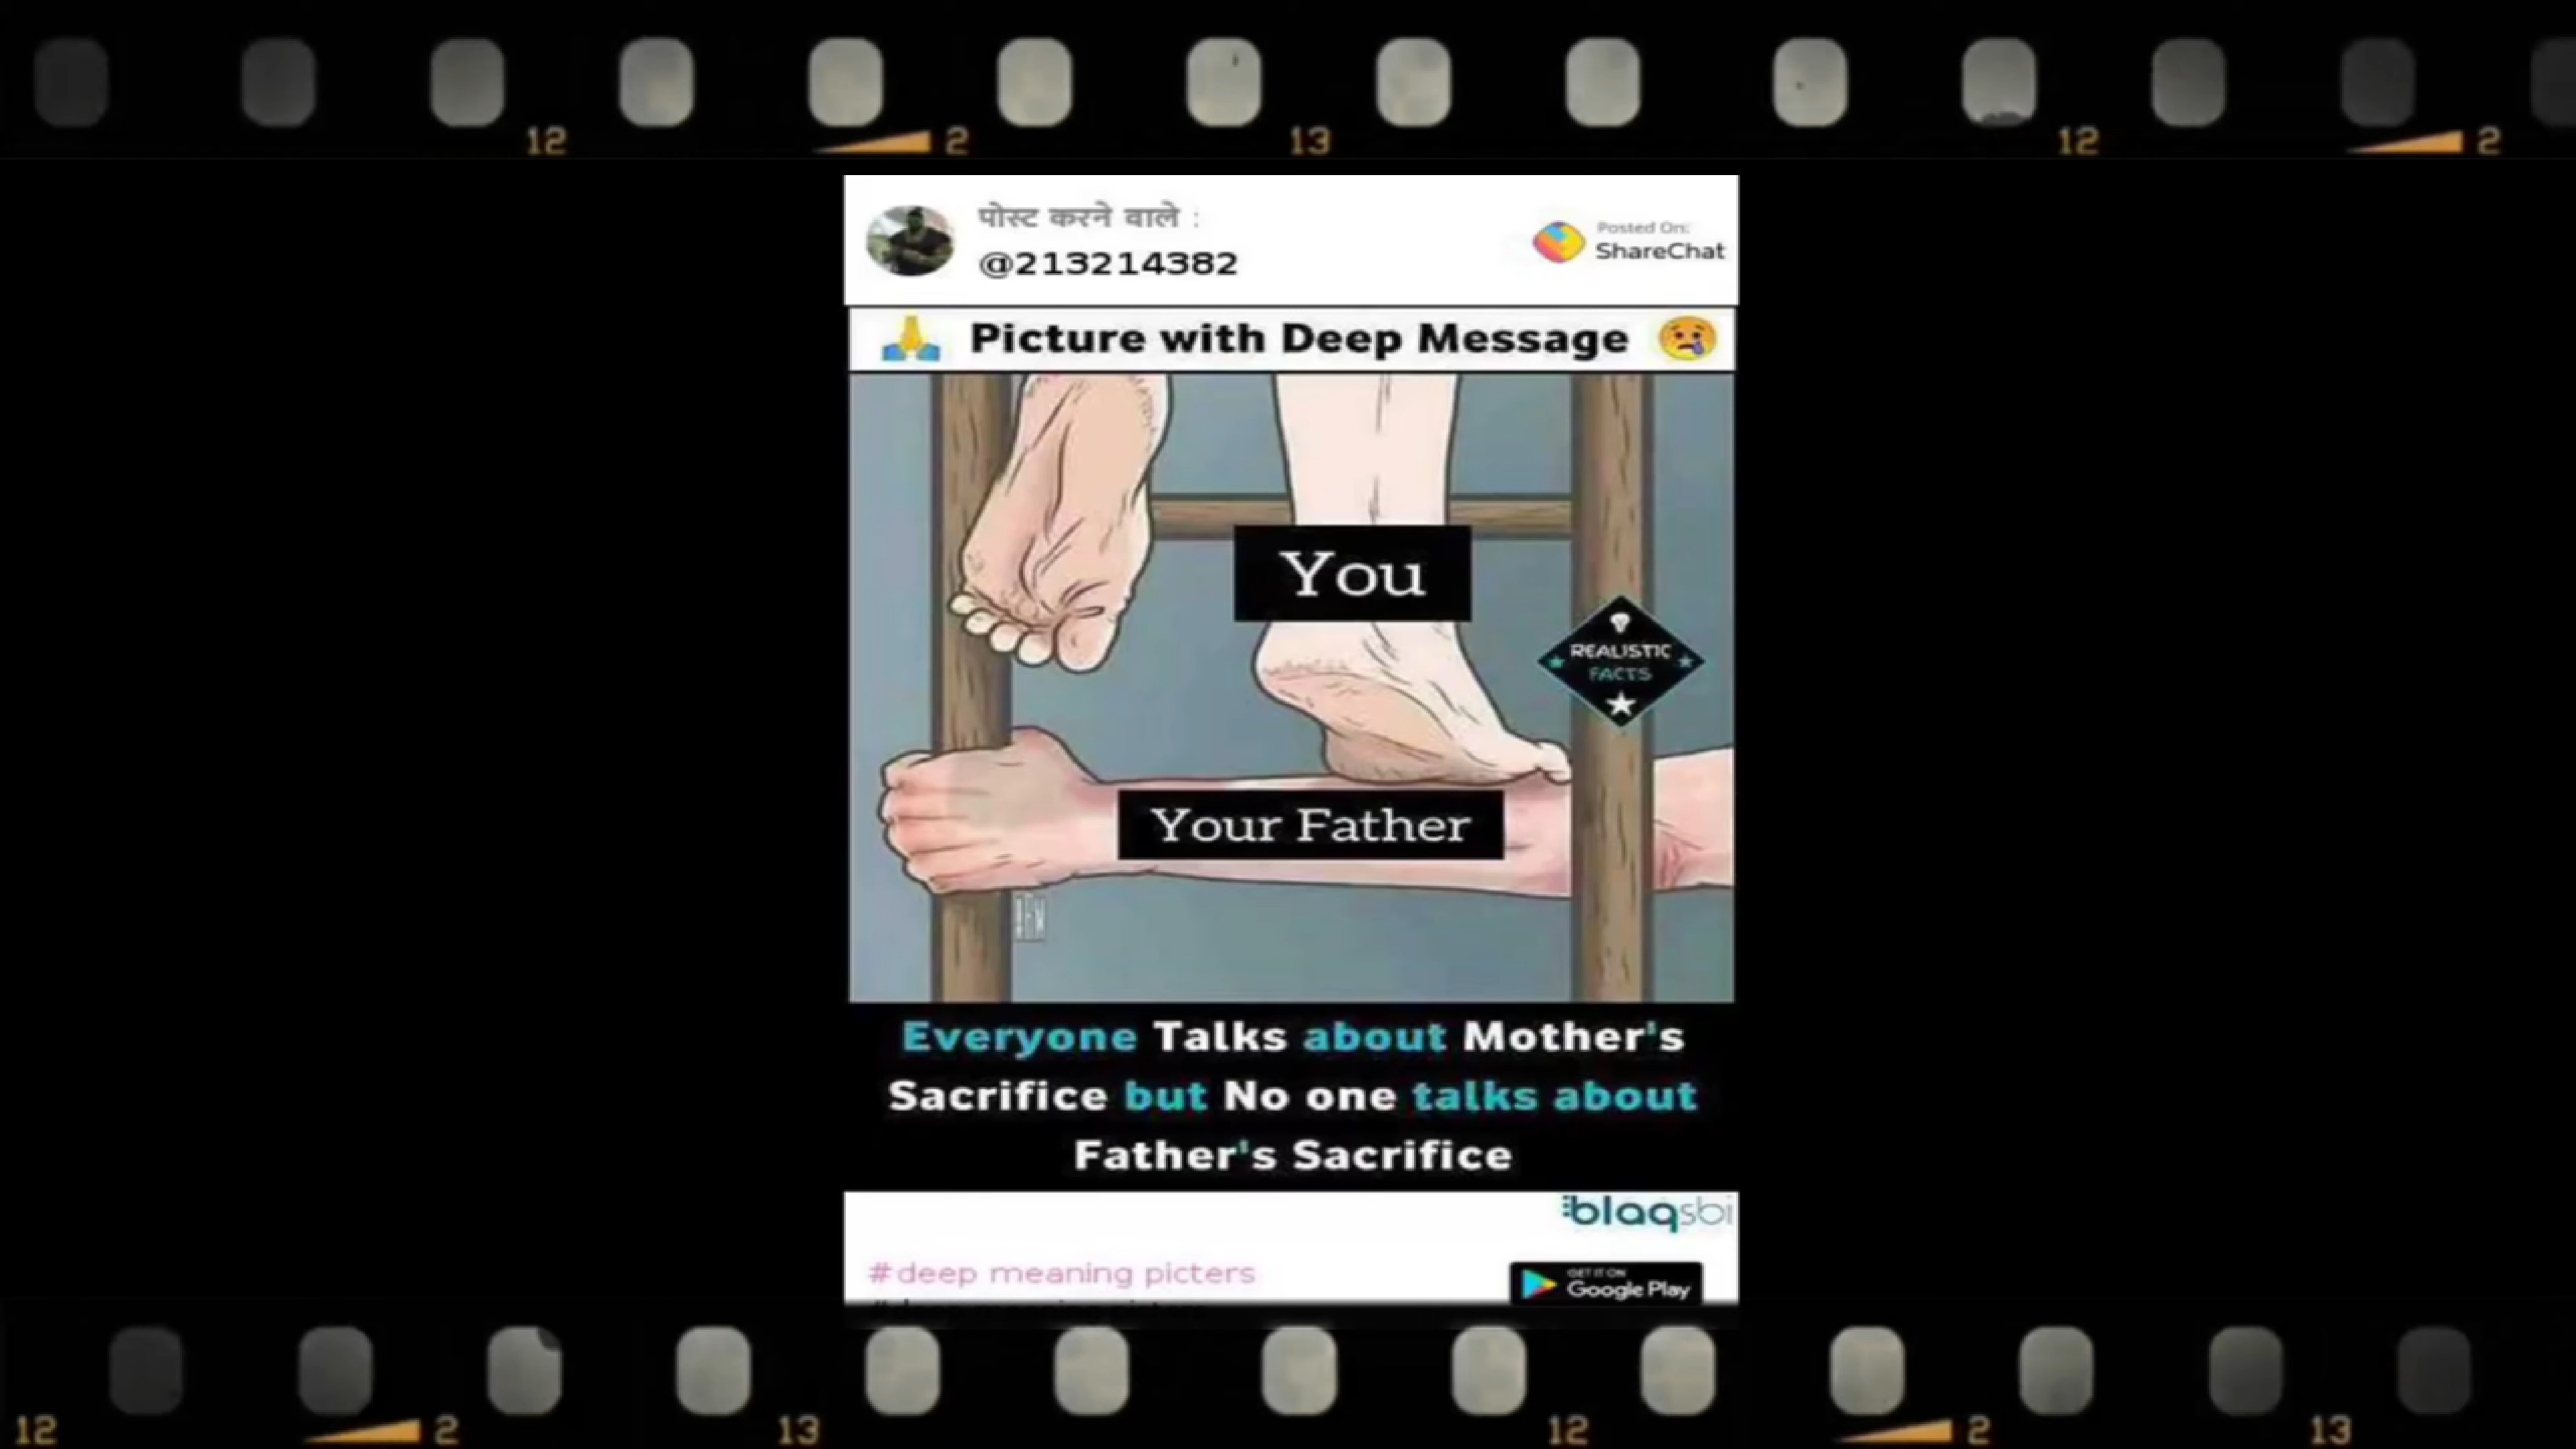 12
2
13
12
2
पोस्ट करने वाले :
@213214382
Posted On:
ShareChat
Picture with Deep Message
You
REALISTIC
FACTS
Your Father
Everyone Talks about Mother's
Sacrifice but No one talks about
Father's Sacrifice
blaqsbi
#deep meaning picters
GET IT ON
Google Play
12
2
13
12
2
13